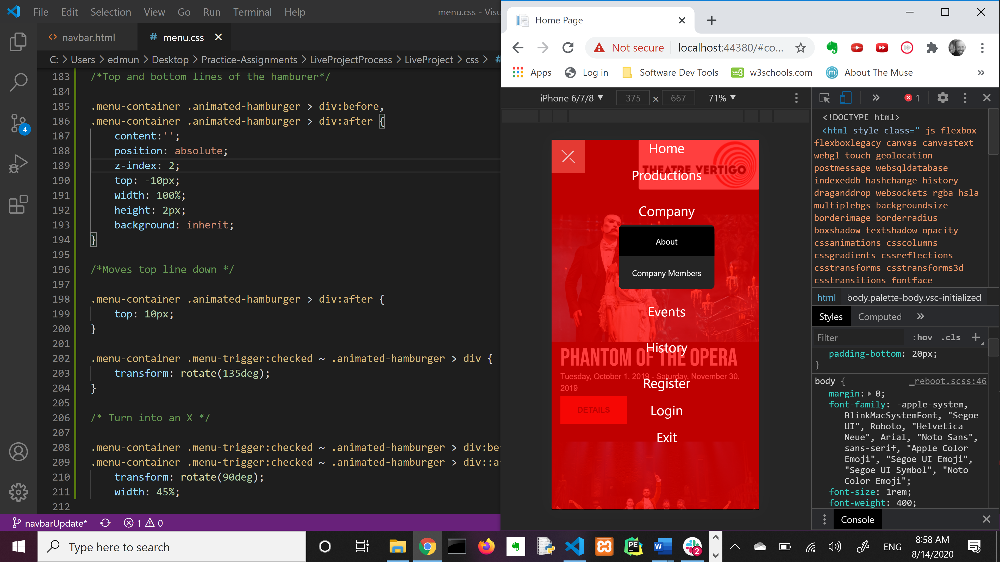 File Edit Selection View Go Run Terminal Help menu.css - Visu
navbar.html # menu.css
C: > Users > edmun > Desktop > Practice-Assignments > LiveProjectProcess > LiveProject > css > #
183 /*Top and bottom lines of the hamburer*/
184
185 .menu-container .animated-hamburger > div:before,
186 .menu-container .animated-hamburger > div:after {
187 content:'';
188 position: absolute;
189 z-index: 2;
190 top: -10px;
191 width: 100%;
192 height: 2px;
193 background: inherit;
194 }
195
196 /*Moves top line down */
197
198 .menu-container .animated-hamburger > div:after {
199 top: 10px;
200 }
201
202 .menu-container .menu-trigger:checked ~ .animated-hamburger > div {
203 transform: rotate(135deg);
204 }
205
206 /* Turn into an X */
207
208 .menu-container .menu-trigger:checked ~ .animated-hamburger > div:be
209 .menu-container .menu-trigger:checked ~ .animated-hamburger > div::a
210 transform: rotate(90deg);
211 width: 45%;
212
4
navbarUpdate* 1 0
Home Page
Not secure localhost:44380/#co...
Apps Log in Software Dev Tools w3schools.com About The Muse »
iPhone 6/7/8 ▼ 375 × 667 71% ▼
Home
THEATRE VERTIGO
Productions
Company
About
Company Members
Events
History
PHANTOM OF THE OPERA
Tuesday, October 1, 2019 - Saturday, November 30,
2019
Register
DETAILS
Login
Exit
» 1
<!DOCTYPE html>
<html style class=" js flexbox
flexboxlegacy canvas canvastext
webgl touch geolocation
postmessage websqldatabase
indexeddb hashchange history
draganddrop websockets rgba hsla
multiplebgs backgroundsize
borderimage borderradius
boxshadow textshadow opacity
cssanimations csscolumns
cssgradients cssreflections
csstransforms csstransforms3d
csstransitions fontface
html body.palette-body.vsc-initialized
Styles Computed »
Filter :hov .cls +
padding-bottom: 20px;
}
body { _reboot.scss:46
margin: ▶ 0;
font-family: -apple-system,
BlinkMacSystemFont, "Segoe
UI", Roboto, "Helvetica
Neue", Arial, "Noto Sans",
sans-serif, "Apple Color
Emoji", "Segoe UI Emoji",
"Segoe UI Symbol", "Noto
Color Emoji";
font-size: 1rem;
font-weight: 400;
Console
Type here to search
PE W 2
ENG
8:58 AM
8/14/2020